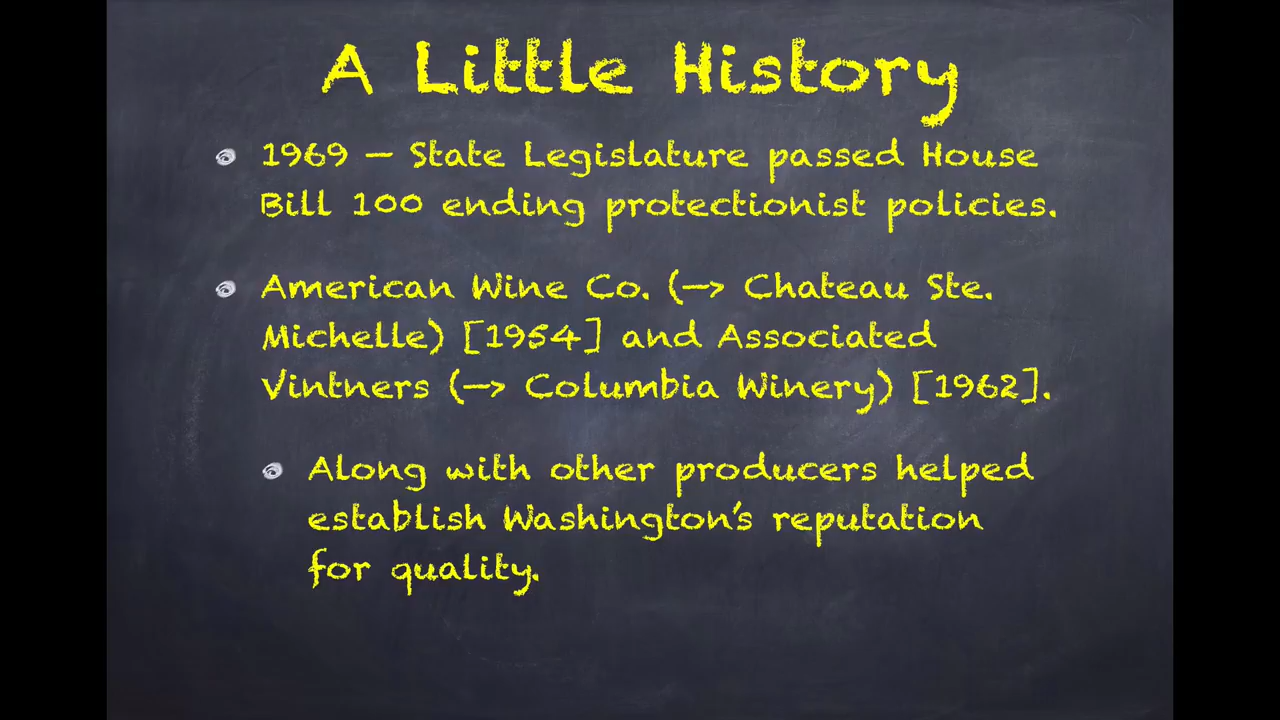 A Little History
1969 — State Legislature passed House
Bill 100 ending protectionist policies.
American Wine Co. (—> Chateau Ste.
Michelle) [1954] and Associated
Vintners (—> Columbia Winery) [1962].
Along with other producers helped
establish Washington’s reputation
for quality.